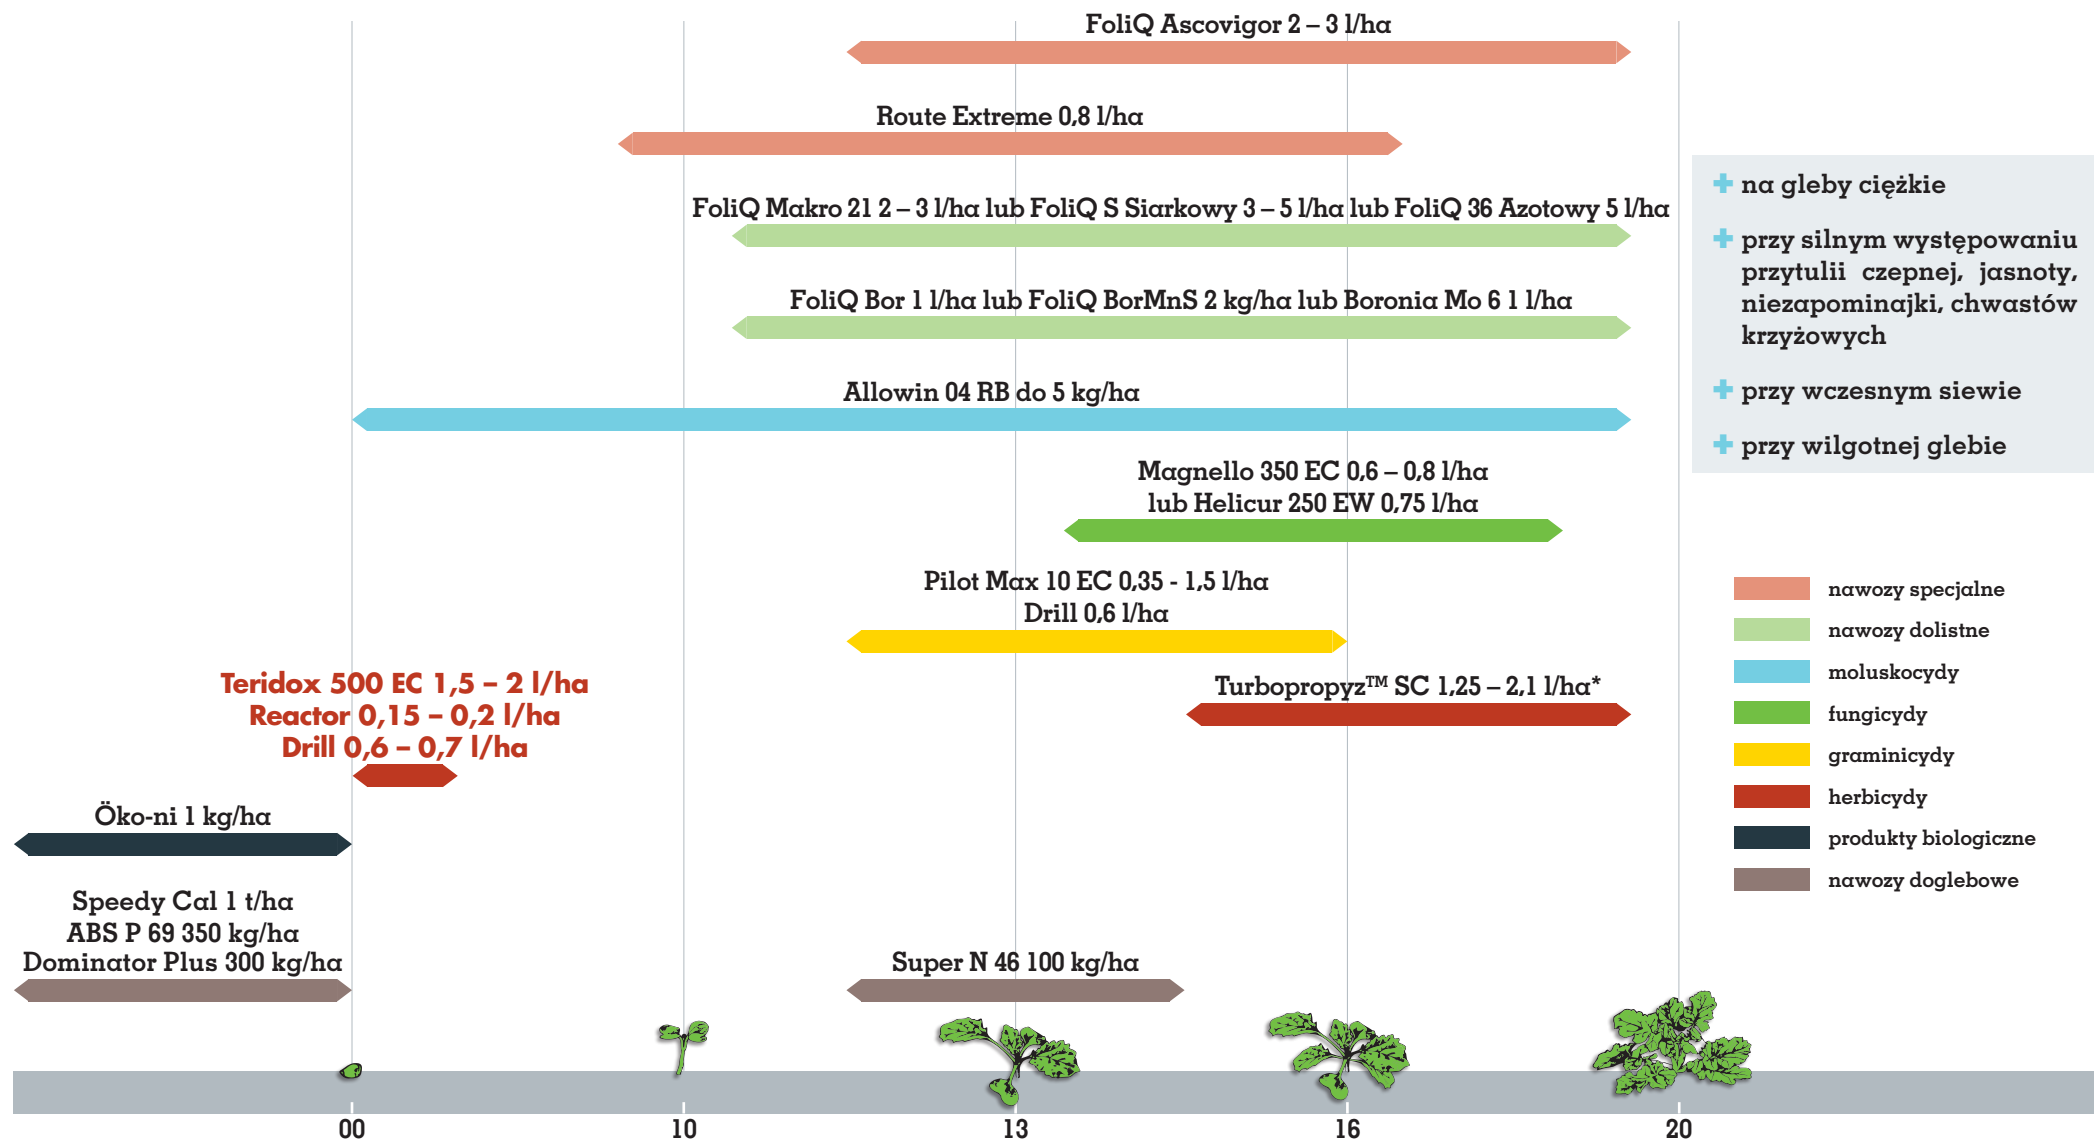 FoliQ Ascovigor 2 – 3 l/ha
Route Extreme 0,8 l/ha
FoliQ Makro 21 2 – 3 l/ha lub FoliQ S Siarkowy 3 – 5 l/ha lub FoliQ 36 Azotowy 5 l/ha
FoliQ Bor 1 l/ha lub FoliQ BorMnS 2 kg/ha lub Boronia Mo 6 1 l/ha
Allowin 04 RB do 5 kg/ha
Magnello 350 EC 0,6 – 0,8 l/ha
lub Helicur 250 EW 0,75 l/ha
Pilot Max 10 EC 0,35 - 1,5 l/ha
Drill 0,6 l/ha
Teridox 500 EC 1,5 – 2 l/ha
Reactor 0,15 – 0,2 l/ha
Drill 0,6 – 0,7 l/ha
Turbopropyz™ SC 1,25 – 2,1 l/ha*
Öko-ni 1 kg/ha
Speedy Cal 1 t/ha
ABS P 69 350 kg/ha
Dominator Plus 300 kg/ha
Super N 46 100 kg/ha
+ na gleby ciężkie
+ przy silnym występowaniu
przytulii czepnej, jasnoty,
niezapominajki, chwastów
krzyżowych
+ przy wczesnym siewie
+ przy wilgotnej glebie
nawozy specjalne
nawozy dolistne
moluskocydy
fungicydy
graminicydy
herbicydy
produkty biologiczne
nawozy doglebowe
00 10 13 16 20